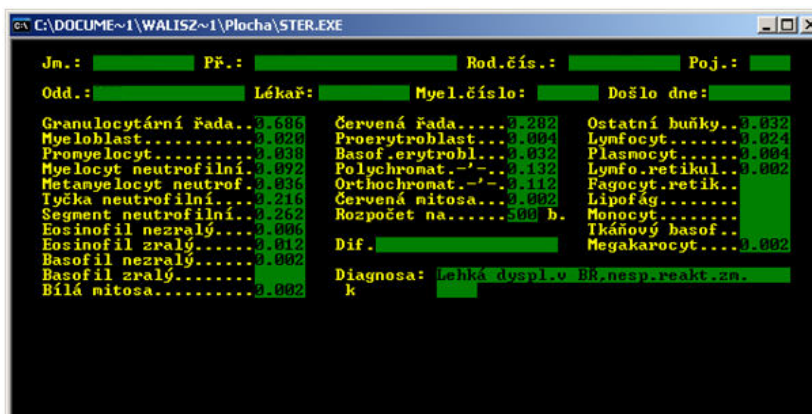 C:\DOCUME~1\WALISZ~1\Plocha\STER.EXE
Jm.: Př.: Rod.čís.: Poj.:
Odd.: Lékař: Myel.číslo: Došlo dne:
Granulocytární řada..0.686 Červená řada......0.282 Ostatní buňky..0.032
Myeloblast...........0.020 Proerytroblast....0.004 Lymfocyt.......0.024
Promyelocyt..........0.038 Basof.erytrobl....0.032 Plasmocyt......0.004
Myelocyt neutrofilní.0.092 Polychromat.-'-..0.132 Lymfo.retikul..0.002
Metamyelocyt neutrof.0.036 Orthochromat.-'-.0.112 Fagocyt.retik..
Tyčka neutrofilní....0.216 Červená mitosa....0.002 Lipofág........
Segment neutrofilní..0.262 Rozpočet na......500 b. Monocyt........
Eosinofil nezralý....0.006 Tkáňový basof..
Eosinofil zralý......0.012 Dif. Megakarocyt....0.002
Basofil nezralý......0.002
Basofil zralý........ Diagnosa: Lehká dyspl.v BŘ,nesp.reakt.zm.
Bílá mitosa..........0.002 k